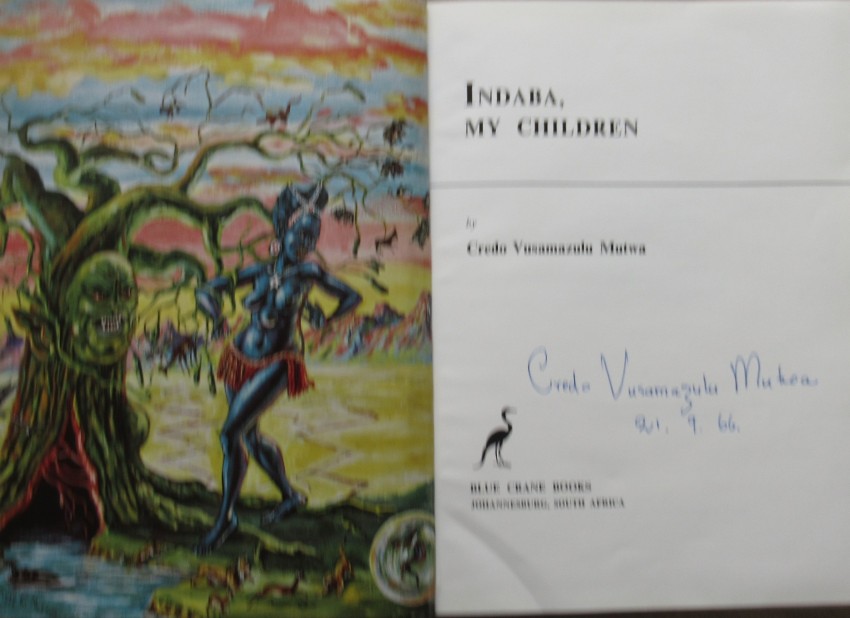 INDABA,
MY CHILDREN
by
Credo Vusamazulu Mutwa
Credo Vusamazulu Mutwa
21. 9. 66.
BLUE CRANE BOOKS
JOHANNESBURG, SOUTH AFRICA